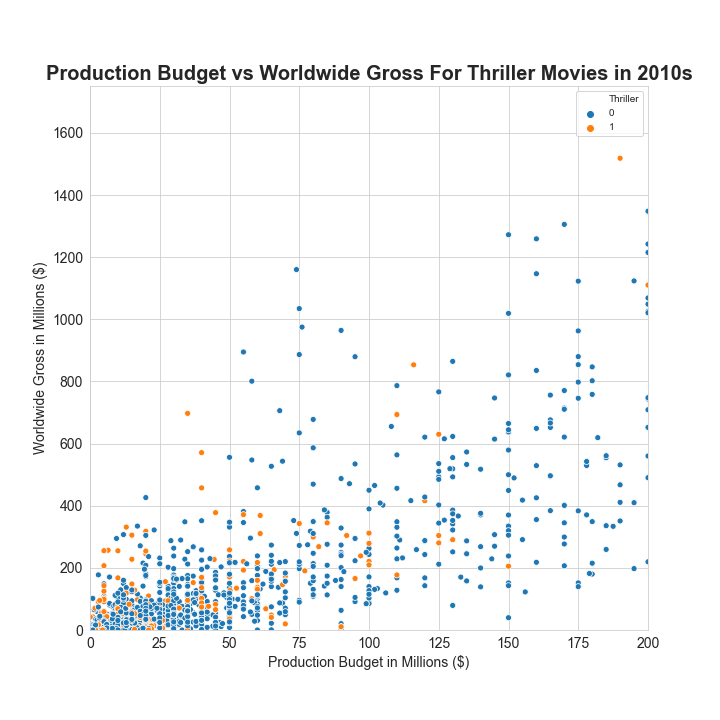 Production Budget vs Worldwide Gross For Thriller Movies in 2010s
Thriller
0
1
1600
1400
1200
1000
800
600
400
200
0
Worldwide Gross in Millions ($)
0 25 50 75 100 125 150 175 200
Production Budget in Millions ($)